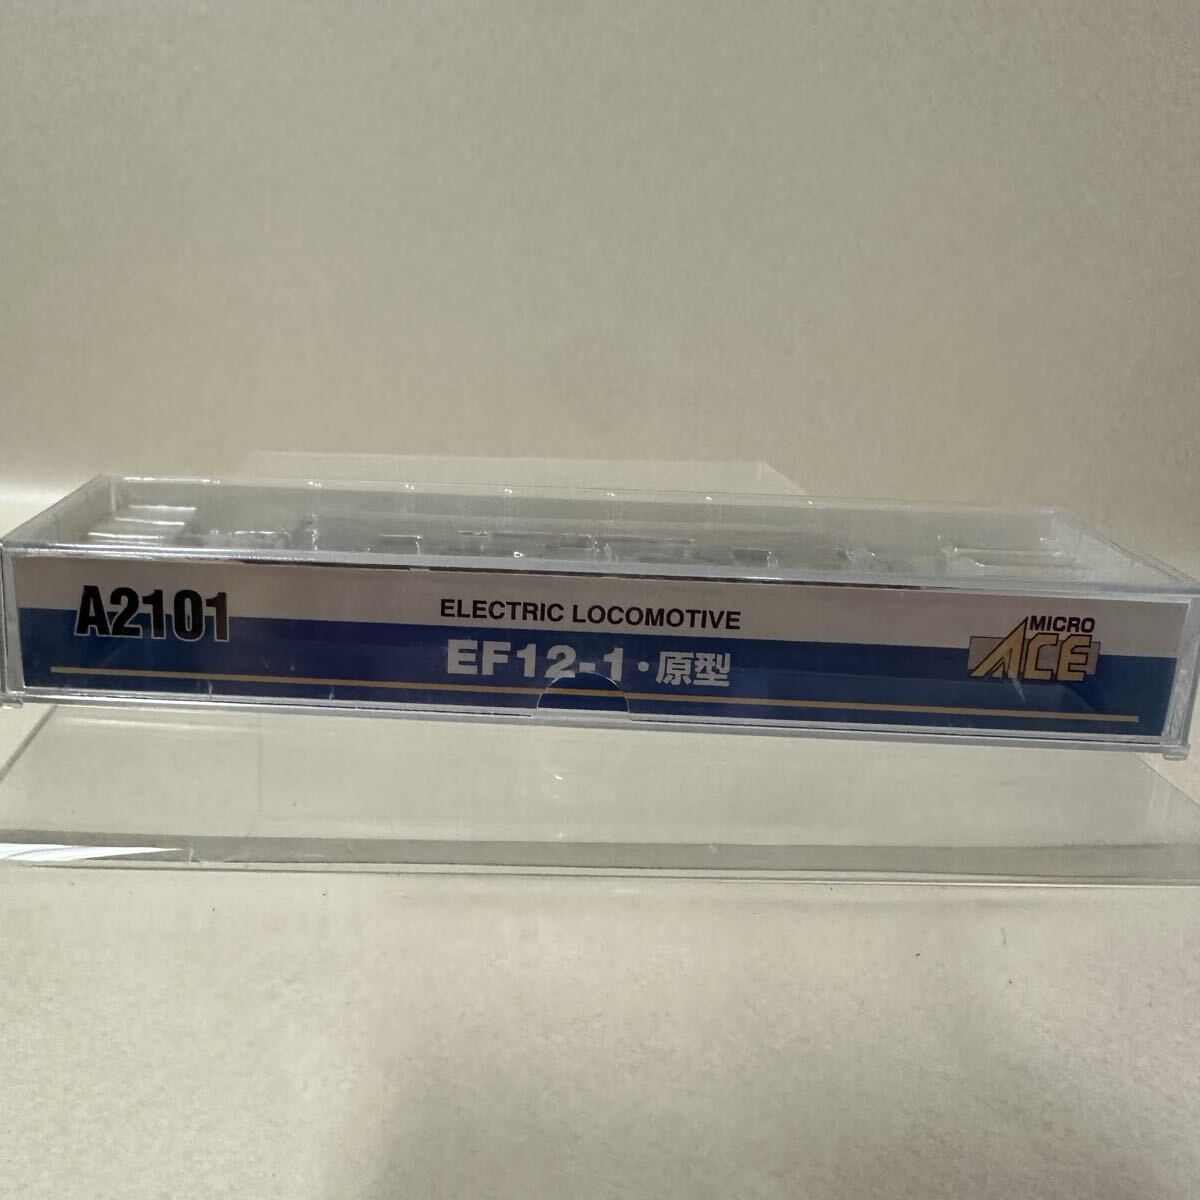 A2101
ELECTRIC LOCOMOTIVE
EF12-1・原型
MICRO
ACE